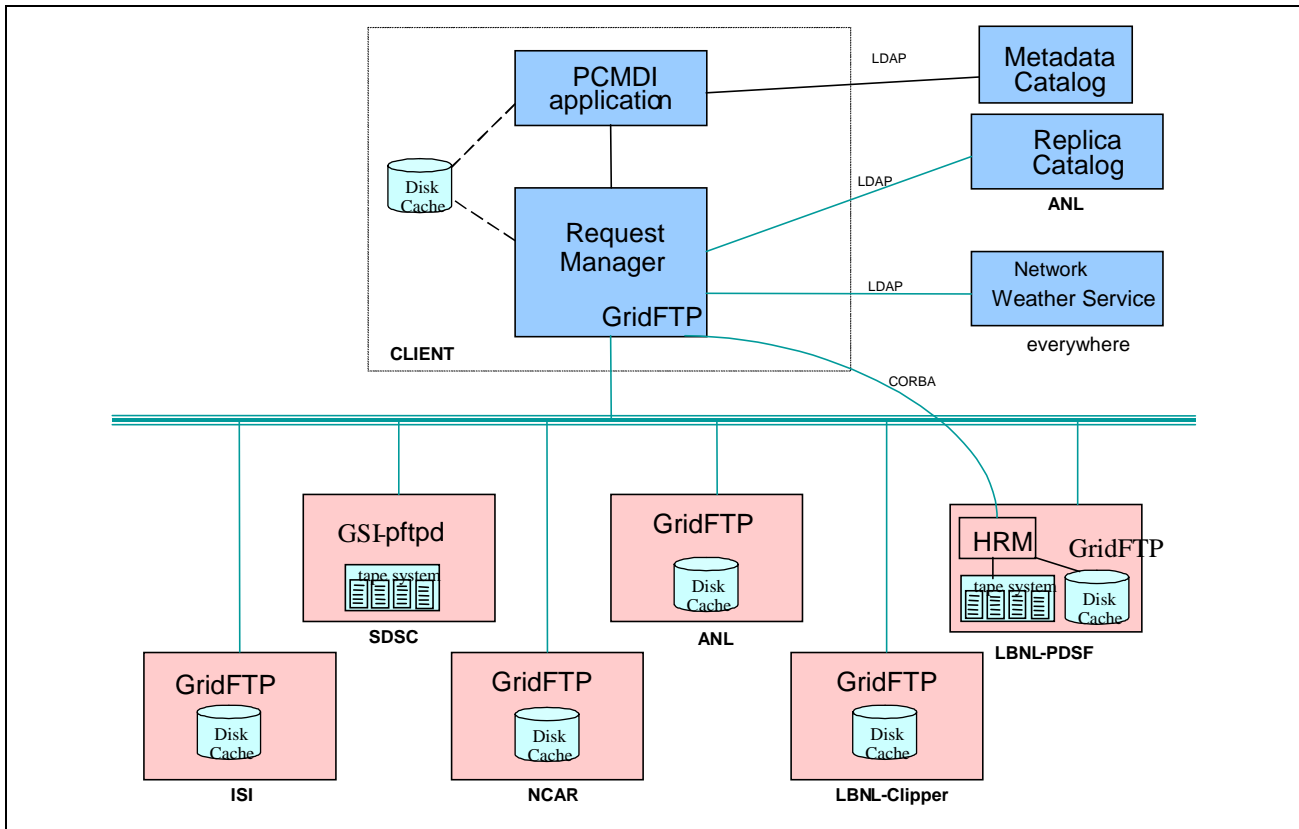 PCMDI
application
LDAP
Metadata
Catalog
Disk
Cache
Replica
Catalog
LDAP
ANL
Request
Manager
GridFTP
LDAP
Network
Weather Service
everywhere
CLIENT
CORBA
GSI-pftpd
tape system
SDSC
GridFTP
Disk
Cache
ANL
HRM
GridFTP
tape system
Disk
Cache
LBNL-PDSF
GridFTP
Disk
Cache
ISI
GridFTP
Disk
Cache
NCAR
GridFTP
Disk
Cache
LBNL-Clipper